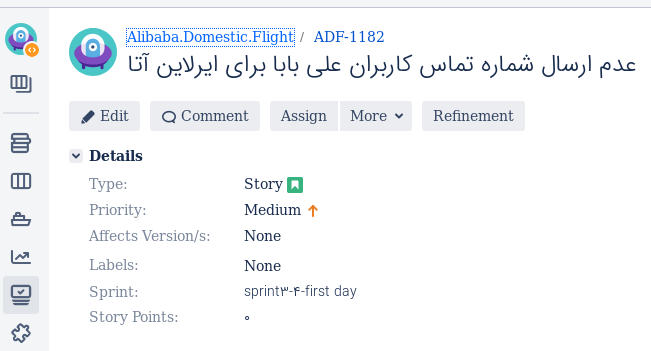 Alibaba.Domestic.Flight / ADF-1182
عدم ارسال شماره تماس کاربران علی بابا برای ایرلاین آتا
Edit Comment Assign More Refinement
Details
Type: Story
Priority: Medium
Affects Version/s: None
Labels: None
Sprint: sprint۳-۴-first day
Story Points: ۰